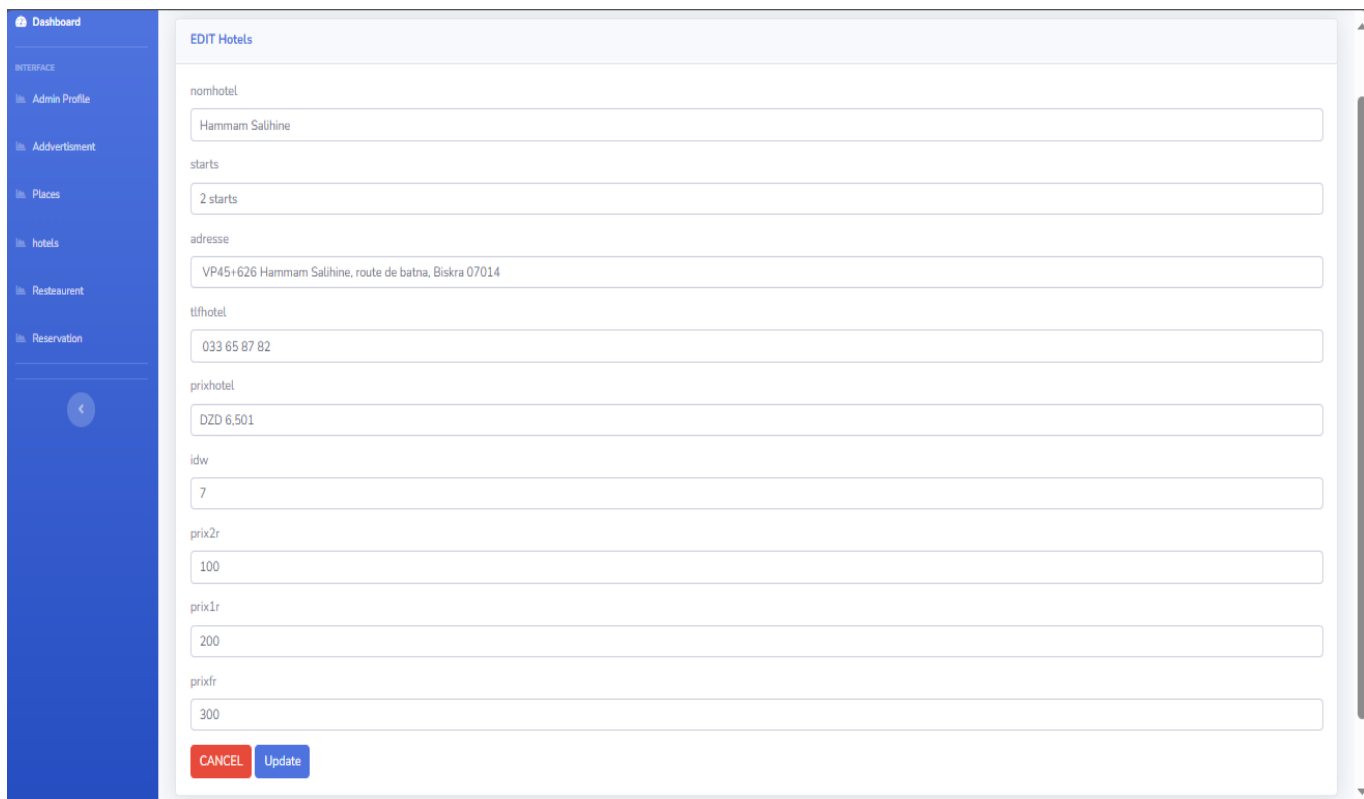 Dashboard
INTERFACE
Admin Profile
Addvertisment
Places
hotels
Resteaurent
Reservation
EDIT Hotels
nomhotel
Hammam Salihine
starts
2 starts
adresse
VP45+626 Hammam Salihine, route de batna, Biskra 07014
tlfhotel
033 65 87 82
prixhotel
DZD 6,501
idw
7
prix2r
100
prix1r
200
prixfr
300
CANCEL Update